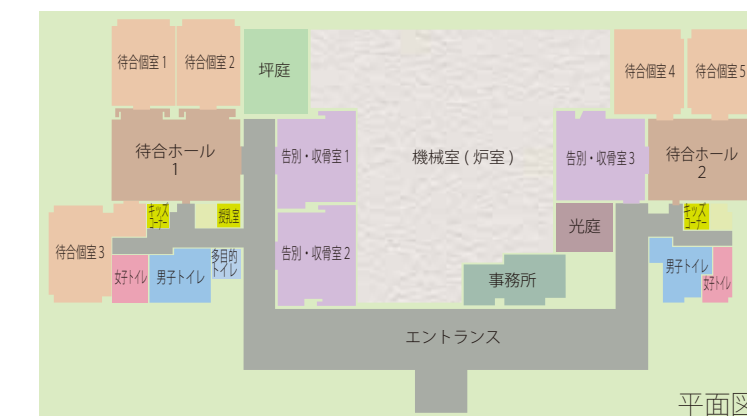 待合個室1
待合個室2
坪庭
待合個室4
待合個室5
待合ホール
1
告別・収骨室1
機械室(炉室)
告別・収骨室3
待合ホール
2
キッズ
コーナー
授乳室
光庭
キッズ
コーナー
待合個室3
告別・収骨室2
多目的
トイレ
女子トイレ
男子トイレ
事務所
男子トイレ
女子トイレ
エントランス
平面図